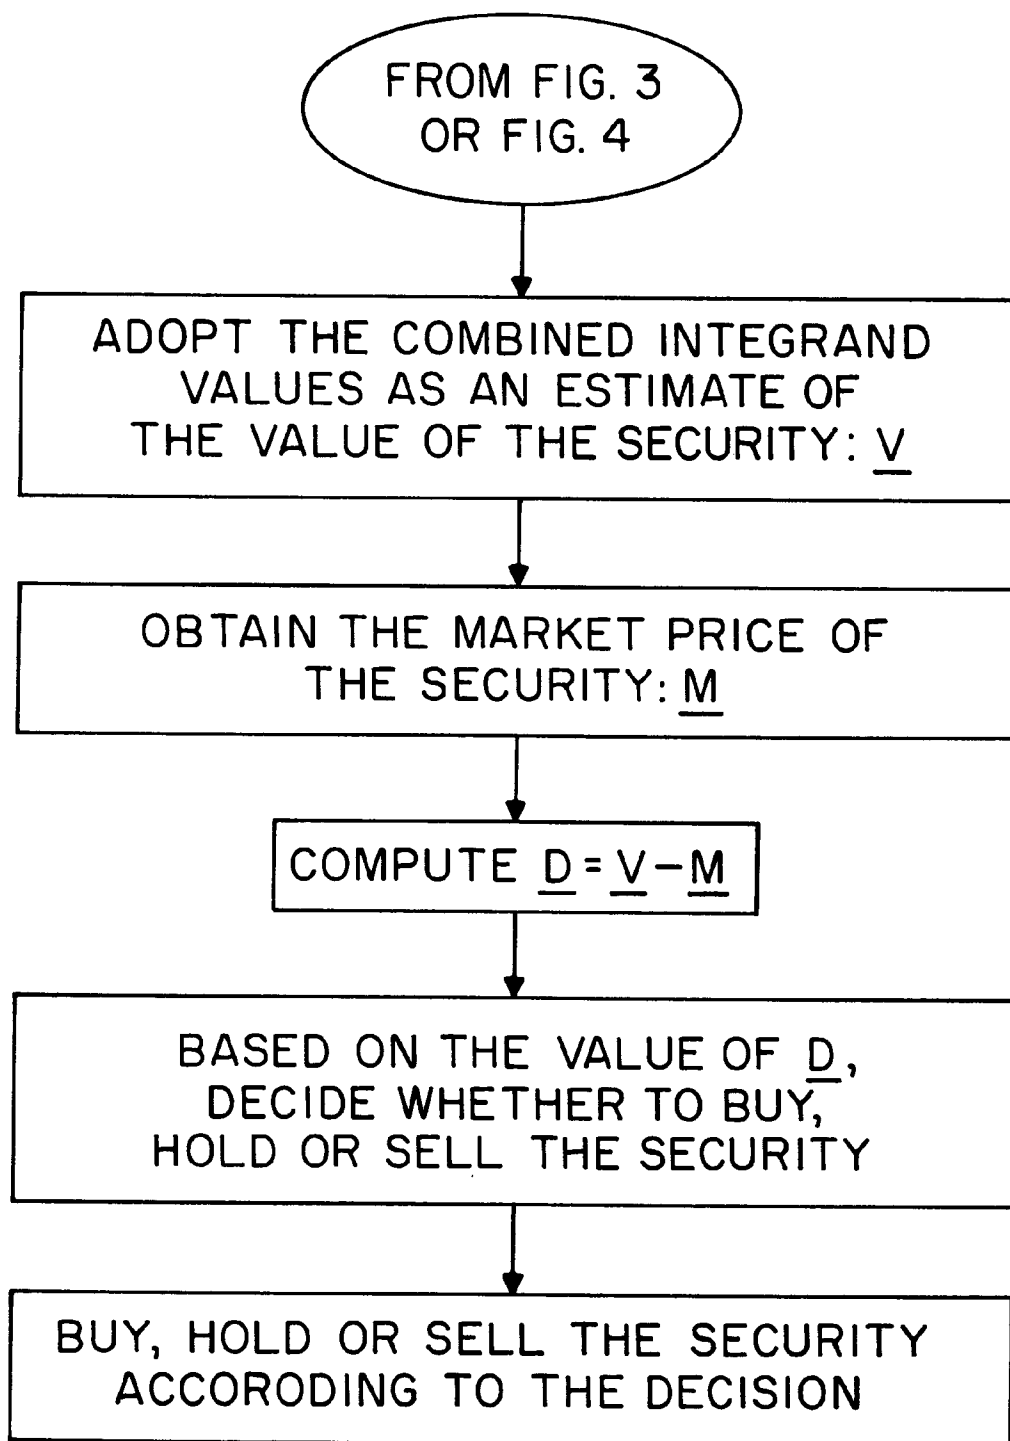 FROM FIG. 3
OR FIG. 4
ADOPT THE COMBINED INTEGRAND
VALUES AS AN ESTIMATE OF
THE VALUE OF THE SECURITY: V
OBTAIN THE MARKET PRICE OF
THE SECURITY: M
COMPUTE D = V - M
BASED ON THE VALUE OF D,
DECIDE WHETHER TO BUY,
HOLD OR SELL THE SECURITY
BUY, HOLD OR SELL THE SECURITY
ACCORODING TO THE DECISION